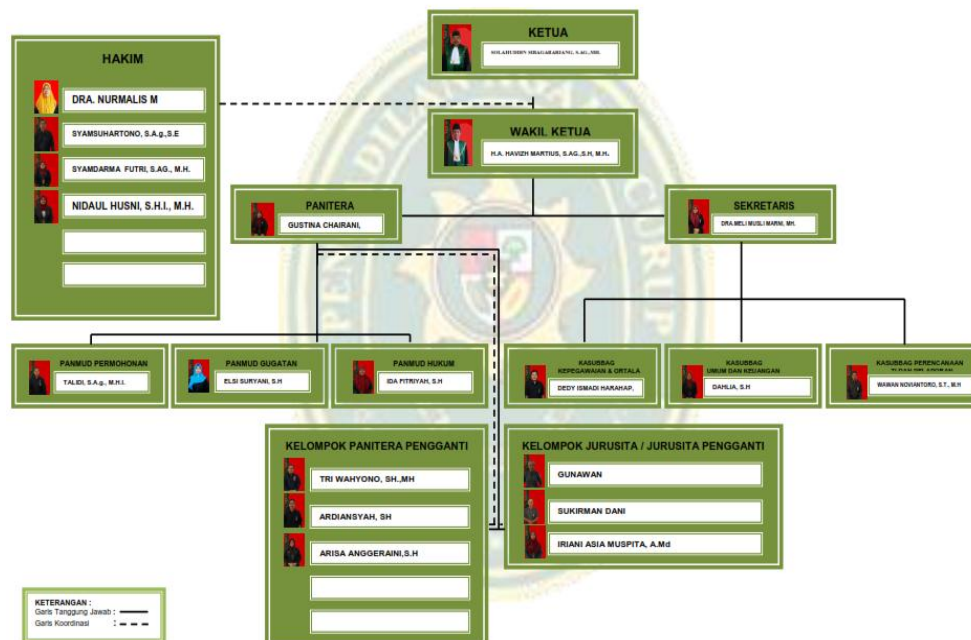 KETUA
SOLAHUDDIN SIBAGABARIANG, S.AG.,MH.
HAKIM
DRA. NURMALIS M
SYAMSUHARTONO, S.A.g.,S.E
SYAMDARMA FUTRI, S.AG., M.H.
NIDAUL HUSNI, S.H.I., M.H.
WAKIL KETUA
H.A. HAVIZH MARTIUS, S.AG.,S.H, M.H.
PANITERA
GUSTINA CHAIRANI,
SEKRETARIS
DRA.MELI MUSLI MARNI, MH.
PANMUD PERMOHONAN
TALIDI, S.A.g., M.H.I.
PANMUD GUGATAN
ELSI SURYANI, S.H
PANMUD HUKUM
IDA FITRIYAH, S.H
KASUBBAG
KEPEGAWAIAN & ORTALA
DEDY ISMADI HARAHAP,
KASUBBAG
UMUM DAN KEUANGAN
DAHLIA, S.H
KASUBBAG PERENCANAAN
WAWAN NOVIANTORO, S.T., M.H
KELOMPOK PANITERA PENGGANTI
TRI WAHYONO, SH.,MH
ARDIANSYAH, SH
ARISA ANGGERAINI,S.H
KELOMPOK JURUSITA / JURUSITA PENGGANTI
GUNAWAN
SUKIRMAN DANI
IRIANI ASIA MUSPITA, A.Md
KETERANGAN :
Garis Tanggung Jawab :
Garis Koordinasi :